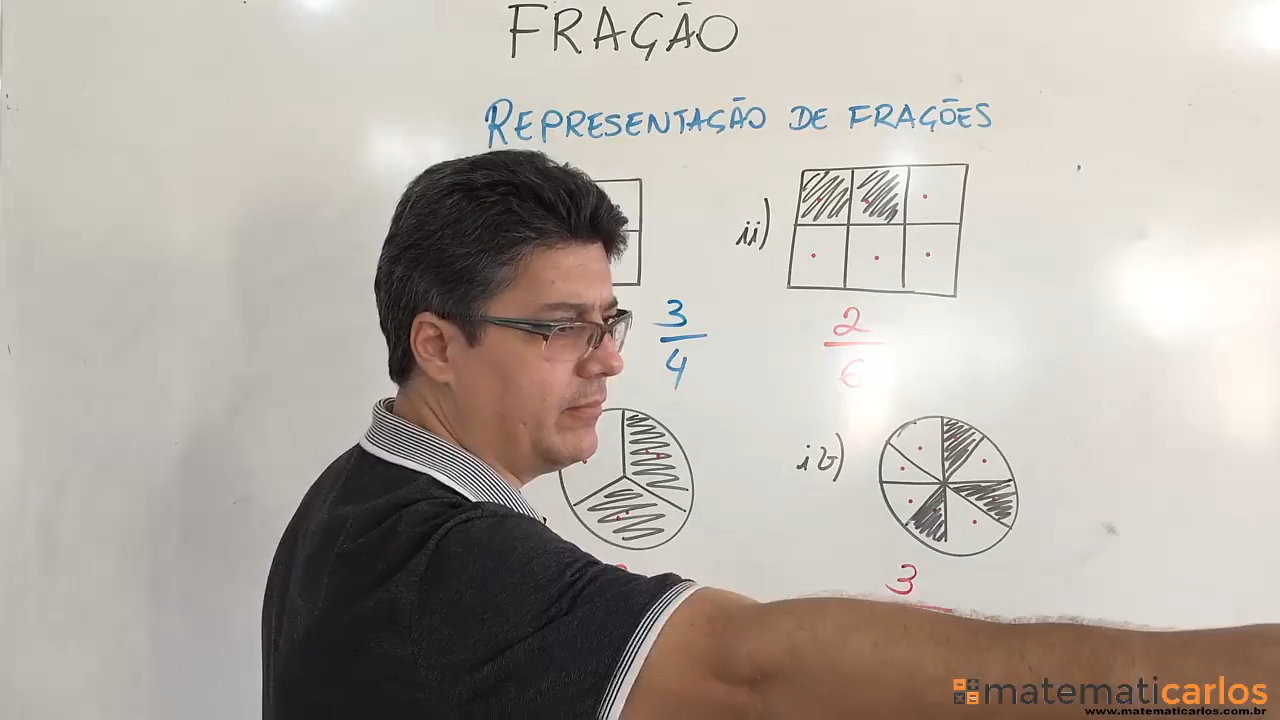 FRAÇÃO
REPRESENTAÇÃO DE FRAÇÕES
ii)
3
4
2
6
iv)
3
matematicarlos
www.matematicarlos.com.br